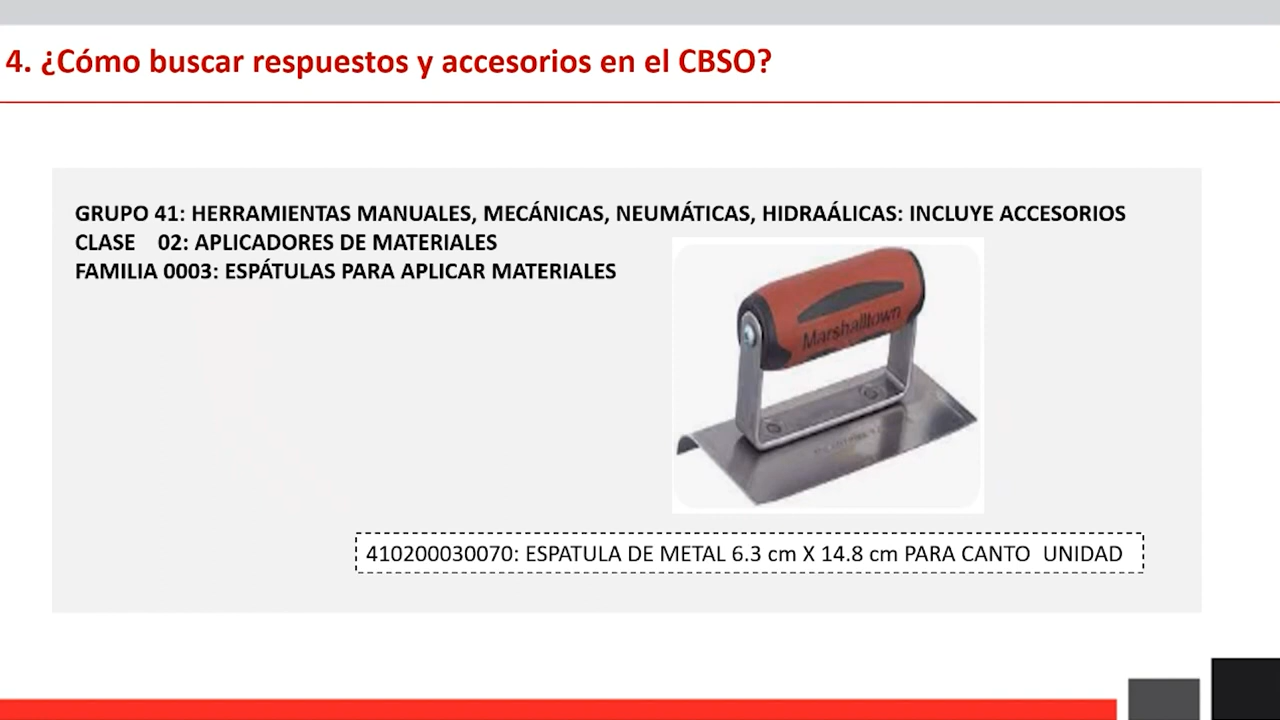 4. ¿Cómo buscar respuestos y accesorios en el CBSO?
GRUPO 41: HERRAMIENTAS MANUALES, MECÁNICAS, NEUMÁTICAS, HIDRAÁLICAS: INCLUYE ACCESORIOS
CLASE 02: APLICADORES DE MATERIALES
FAMILIA 0003: ESPÁTULAS PARA APLICAR MATERIALES
Marshalltown
410200030070: ESPATULA DE METAL 6.3 cm X 14.8 cm PARA CANTO UNIDAD